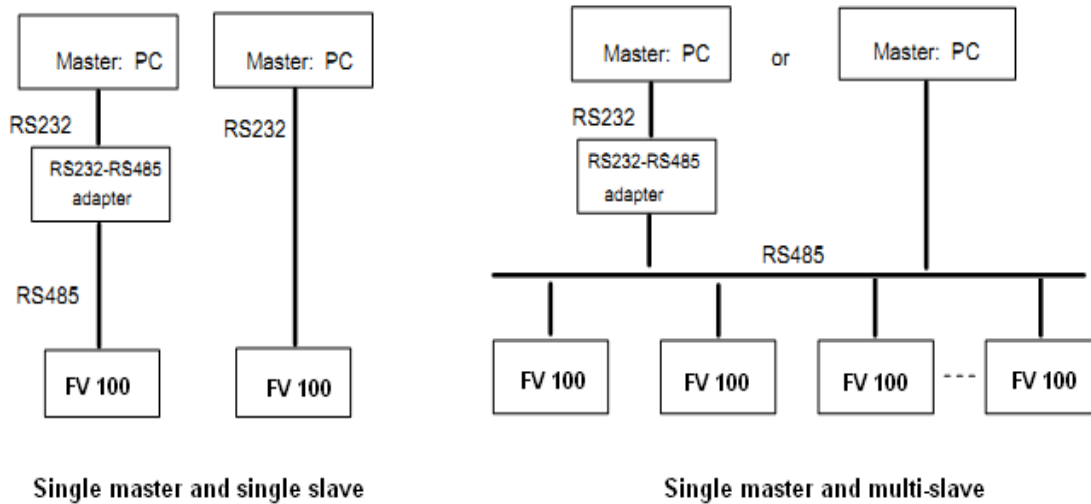 Master: PC
Master: PC
RS232
RS232
RS232-RS485
adapter
RS485
FV 100
FV 100
Single master and single slave
Master: PC
or
Master: PC
RS232
RS232-RS485
adapter
RS485
FV 100
FV 100
FV 100
---
FV 100
Single master and multi-slave